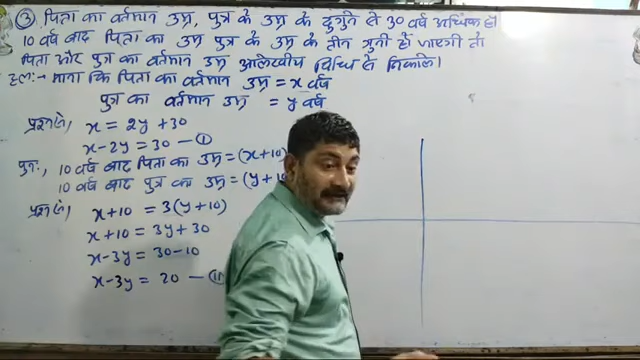 ③ पिता का वर्तमान उम्र, पुत्र के उम्र के दुगुने से 30 वर्ष अधिक है।
10 वर्ष बाद पिता का उम्र पुत्र के उम्र के तीन गुनी हो जाएगी तो
पिता और पुत्र का वर्तमान उम्र आलेखीय विधि से निकालें।
हल:- माना कि पिता का वर्तमान उम्र = x वर्ष
पुत्र का वर्तमान उम्र = y वर्ष
प्रश्न से, x = 2y + 30
x - 2y = 30 — ①
पुन:, 10 वर्ष बाद पिता का उम्र = (x+10)
10 वर्ष बाद पुत्र का उम्र = (y+10
प्रश्न से, x+10 = 3(y+10)
x+10 = 3y+30
x-3y = 30-10
x-3y = 20 — ⑪